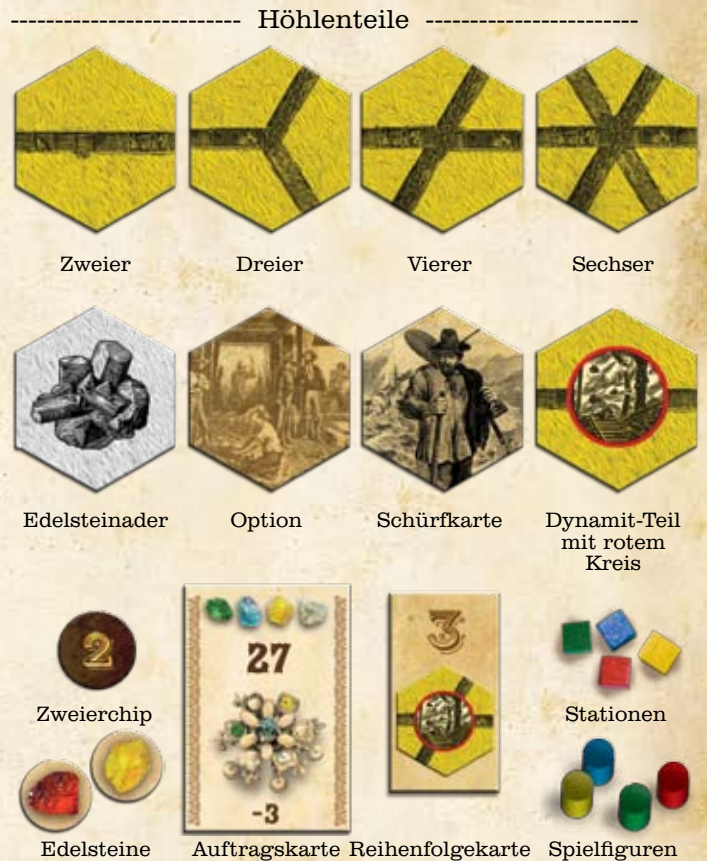 Höhlenteile
Zweier Dreier Vierer Sechser
Edelsteinader Option Schürfkarte Dynamit-Teil
mit rotem
Kreis
2
27
-3
3
Zweierchip Stationen
Edelsteine Auftragskarte Reihenfolgekarte Spielfiguren